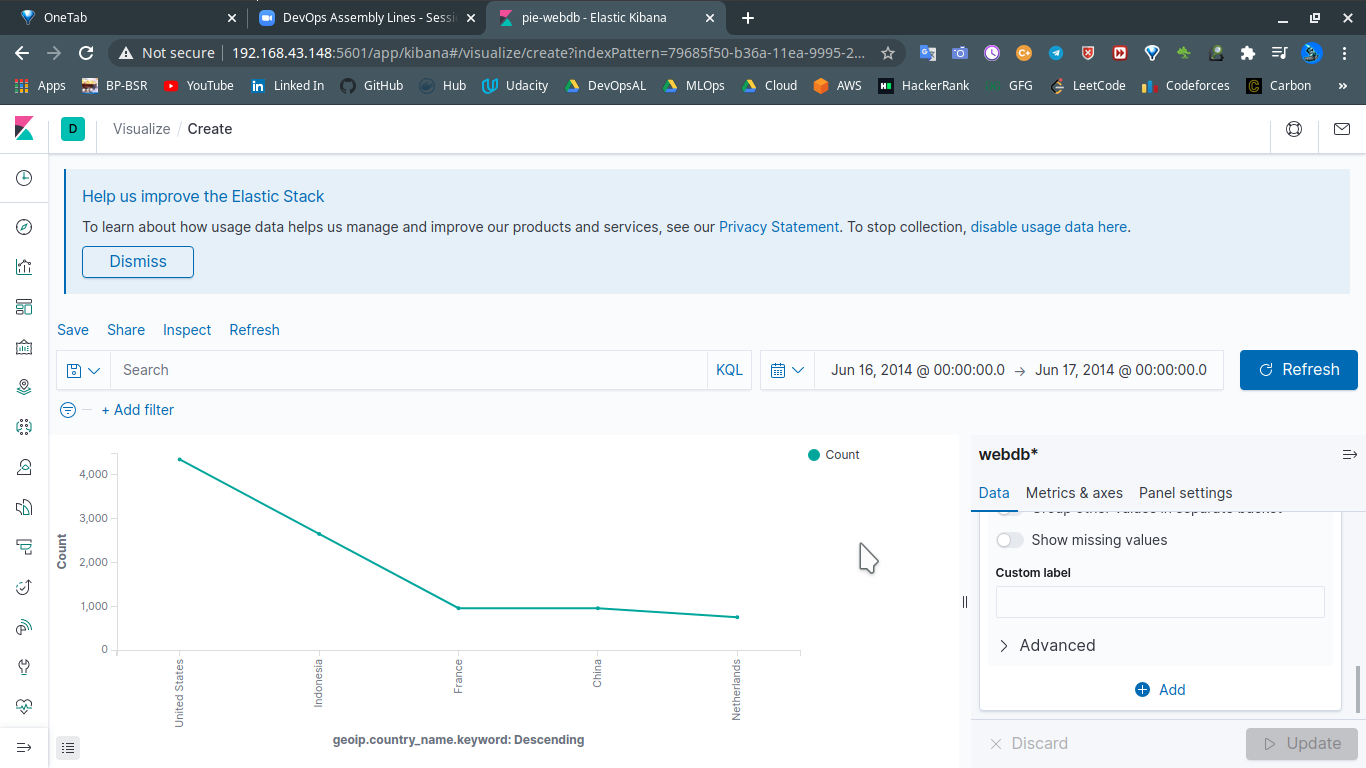 OneTab
DevOps Assembly Lines - Sessi
pie-webdb - Elastic Kibana
Not secure
192.168.43.148:5601/app/kibana#/visualize/create?indexPattern=79685f50-b36a-11ea-9995-2...
Apps
BP-BSR
YouTube
Linked In
GitHub
Hub
Udacity
DevOpsAL
MLOps
Cloud
AWS
HackerRank
GFG
LeetCode
Codeforces
Carbon
»
D
Visualize / Create
Help us improve the Elastic Stack
To learn about how usage data helps us manage and improve our products and services, see our Privacy Statement. To stop collection, disable usage data here.
Dismiss
Save
Share
Inspect
Refresh
Search
KQL
Jun 16, 2014 @ 00:00:00.0 → Jun 17, 2014 @ 00:00:00.0
Refresh
+ Add filter
Count
4,000
3,000
2,000
1,000
0
Count
United States
Indonesia
France
China
Netherlands
geoip.country_name.keyword: Descending
webdb*
Data
Metrics & axes
Panel settings
Group other values in separate bucket
Show missing values
Custom label
Advanced
Add
Discard
Update